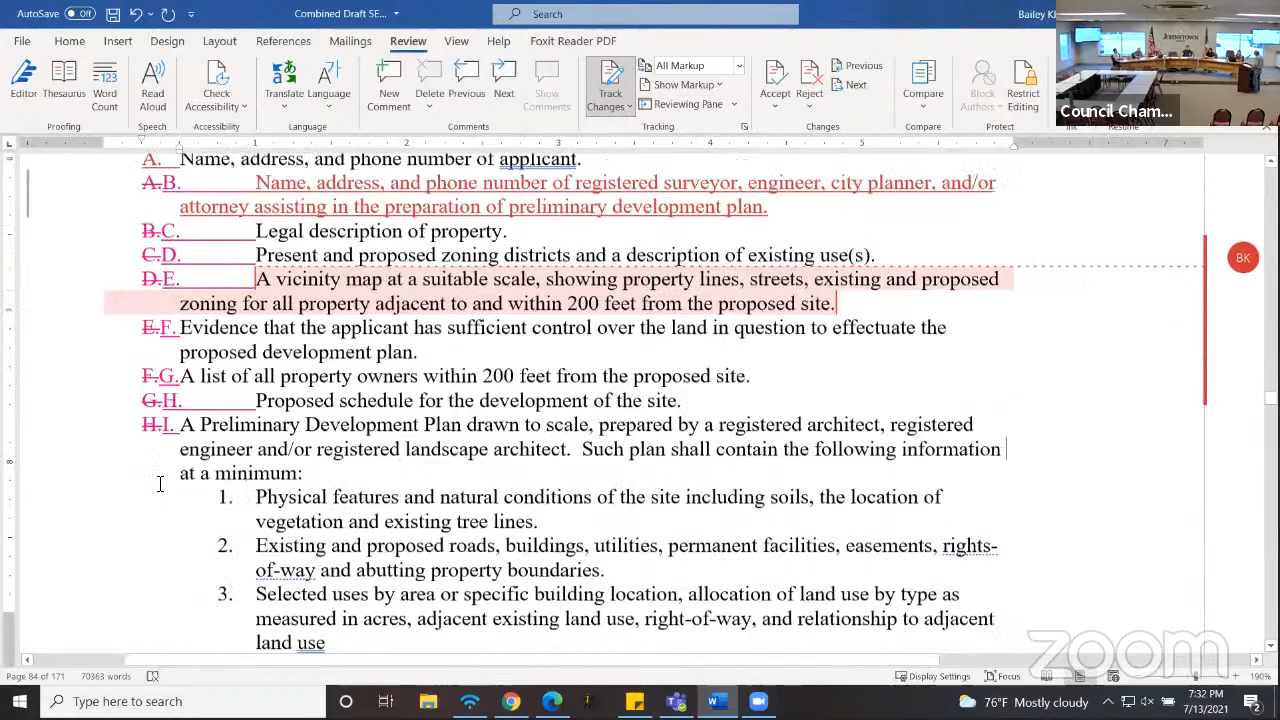 AutoSave Off
Search
Bailey K
File Home Insert Draw Design Layout References Mailings Review View Help Foxit Reader PDF
Editor Thesaurus Word Count
Read Aloud
Check Accessibility
Translate Language
New Comment Delete Previous Next Show Comments
Track Changes
All Markup
Show Markup
Reviewing Pane
Accept Reject
Previous
Next
Compare
Block Authors
Restrict Editing
Proofing Speech Accessibility Language Comments Tracking Changes Compare Protect Ink Resume
JOHNSTOWN
Council Cham...
1 2 3 4 5 7
A. Name, address, and phone number of applicant.
A.B. Name, address, and phone number of registered surveyor, engineer, city planner, and/or
attorney assisting in the preparation of preliminary development plan.
B.C. Legal description of property.
C.D. Present and proposed zoning districts and a description of existing use(s).
BK
D.E. A vicinity map at a suitable scale, showing property lines, streets, existing and proposed
zoning for all property adjacent to and within 200 feet from the proposed site.
E.F. Evidence that the applicant has sufficient control over the land in question to effectuate the
proposed development plan.
F.G. A list of all property owners within 200 feet from the proposed site.
G.H. Proposed schedule for the development of the site.
H.I. A Preliminary Development Plan drawn to scale, prepared by a registered architect, registered
engineer and/or registered landscape architect. Such plan shall contain the following information
at a minimum:
1. Physical features and natural conditions of the site including soils, the location of
vegetation and existing tree lines.
2. Existing and proposed roads, buildings, utilities, permanent facilities, easements, rights-
of-way and abutting property boundaries.
3. Selected uses by area or specific building location, allocation of land use by type as
measured in acres, adjacent existing land use, right-of-way, and relationship to adjacent
land use
zoom
Page 84 of 171 70363 words Display Settings Focus 190%
Type here to search
76°F Mostly cloudy
7:32 PM
7/13/2021
2